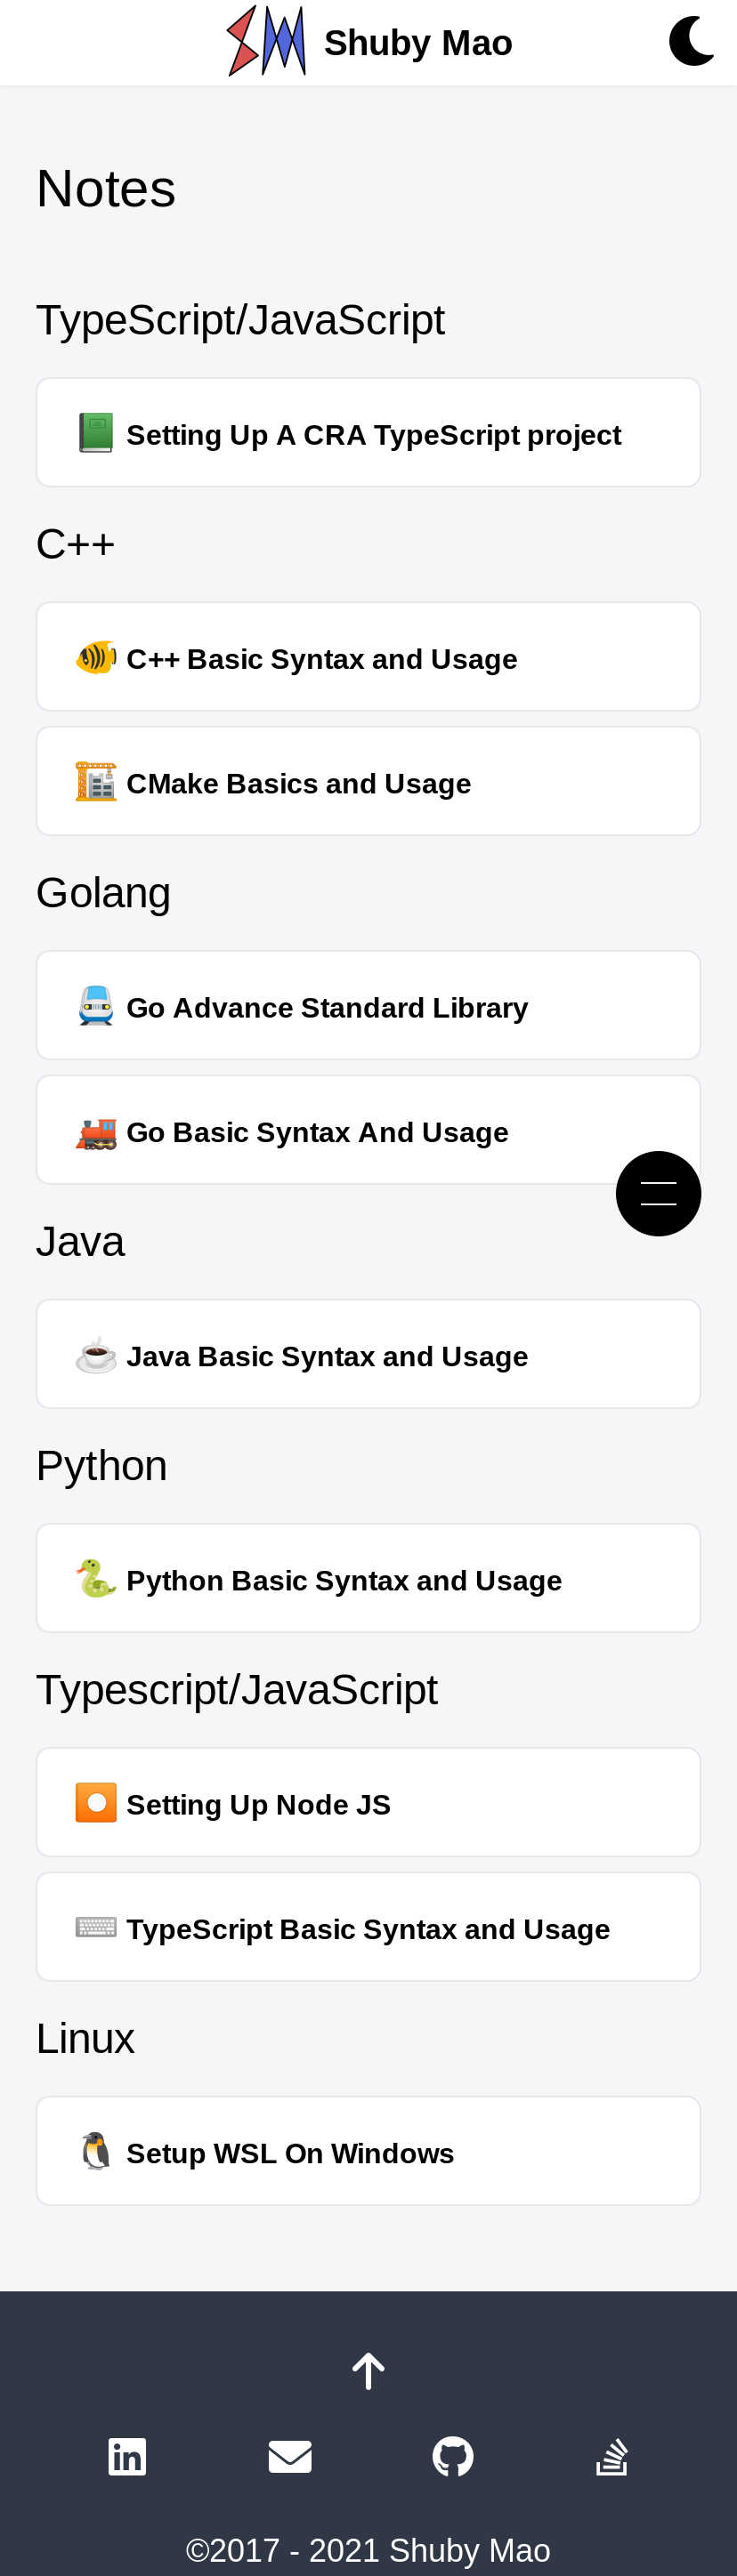 SM Shuby Mao
Notes
TypeScript/JavaScript
Setting Up A CRA TypeScript project
C++
C++ Basic Syntax and Usage
CMake Basics and Usage
Golang
Go Advance Standard Library
Go Basic Syntax And Usage
Java
Java Basic Syntax and Usage
Python
Python Basic Syntax and Usage
Typescript/JavaScript
Setting Up Node JS
TypeScript Basic Syntax and Usage
Linux
Setup WSL On Windows
in
©2017 - 2021 Shuby Mao